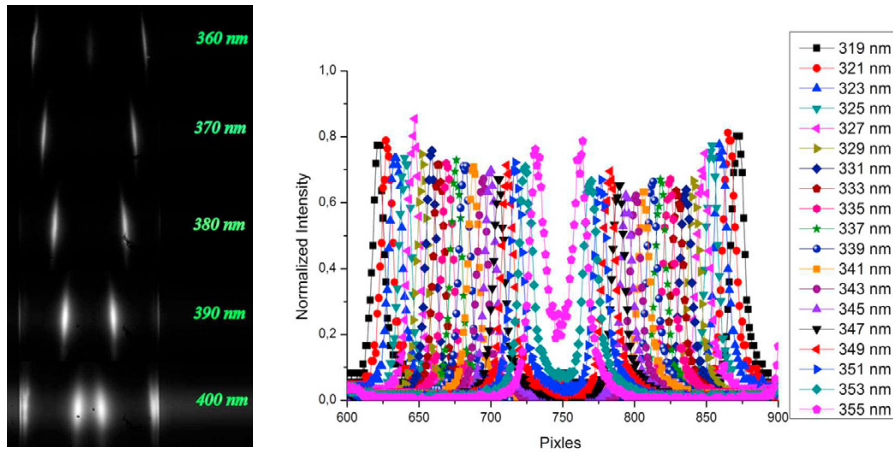 360 nm
370 nm
380 nm
390 nm
400 nm
Normalized Intensity
1,0
0,8
0,6
0,4
0,2
0,0
600
650
700
750
800
850
900
Pixles
319 nm
321 nm
323 nm
325 nm
327 nm
329 nm
331 nm
333 nm
335 nm
337 nm
339 nm
341 nm
343 nm
345 nm
347 nm
349 nm
351 nm
353 nm
355 nm